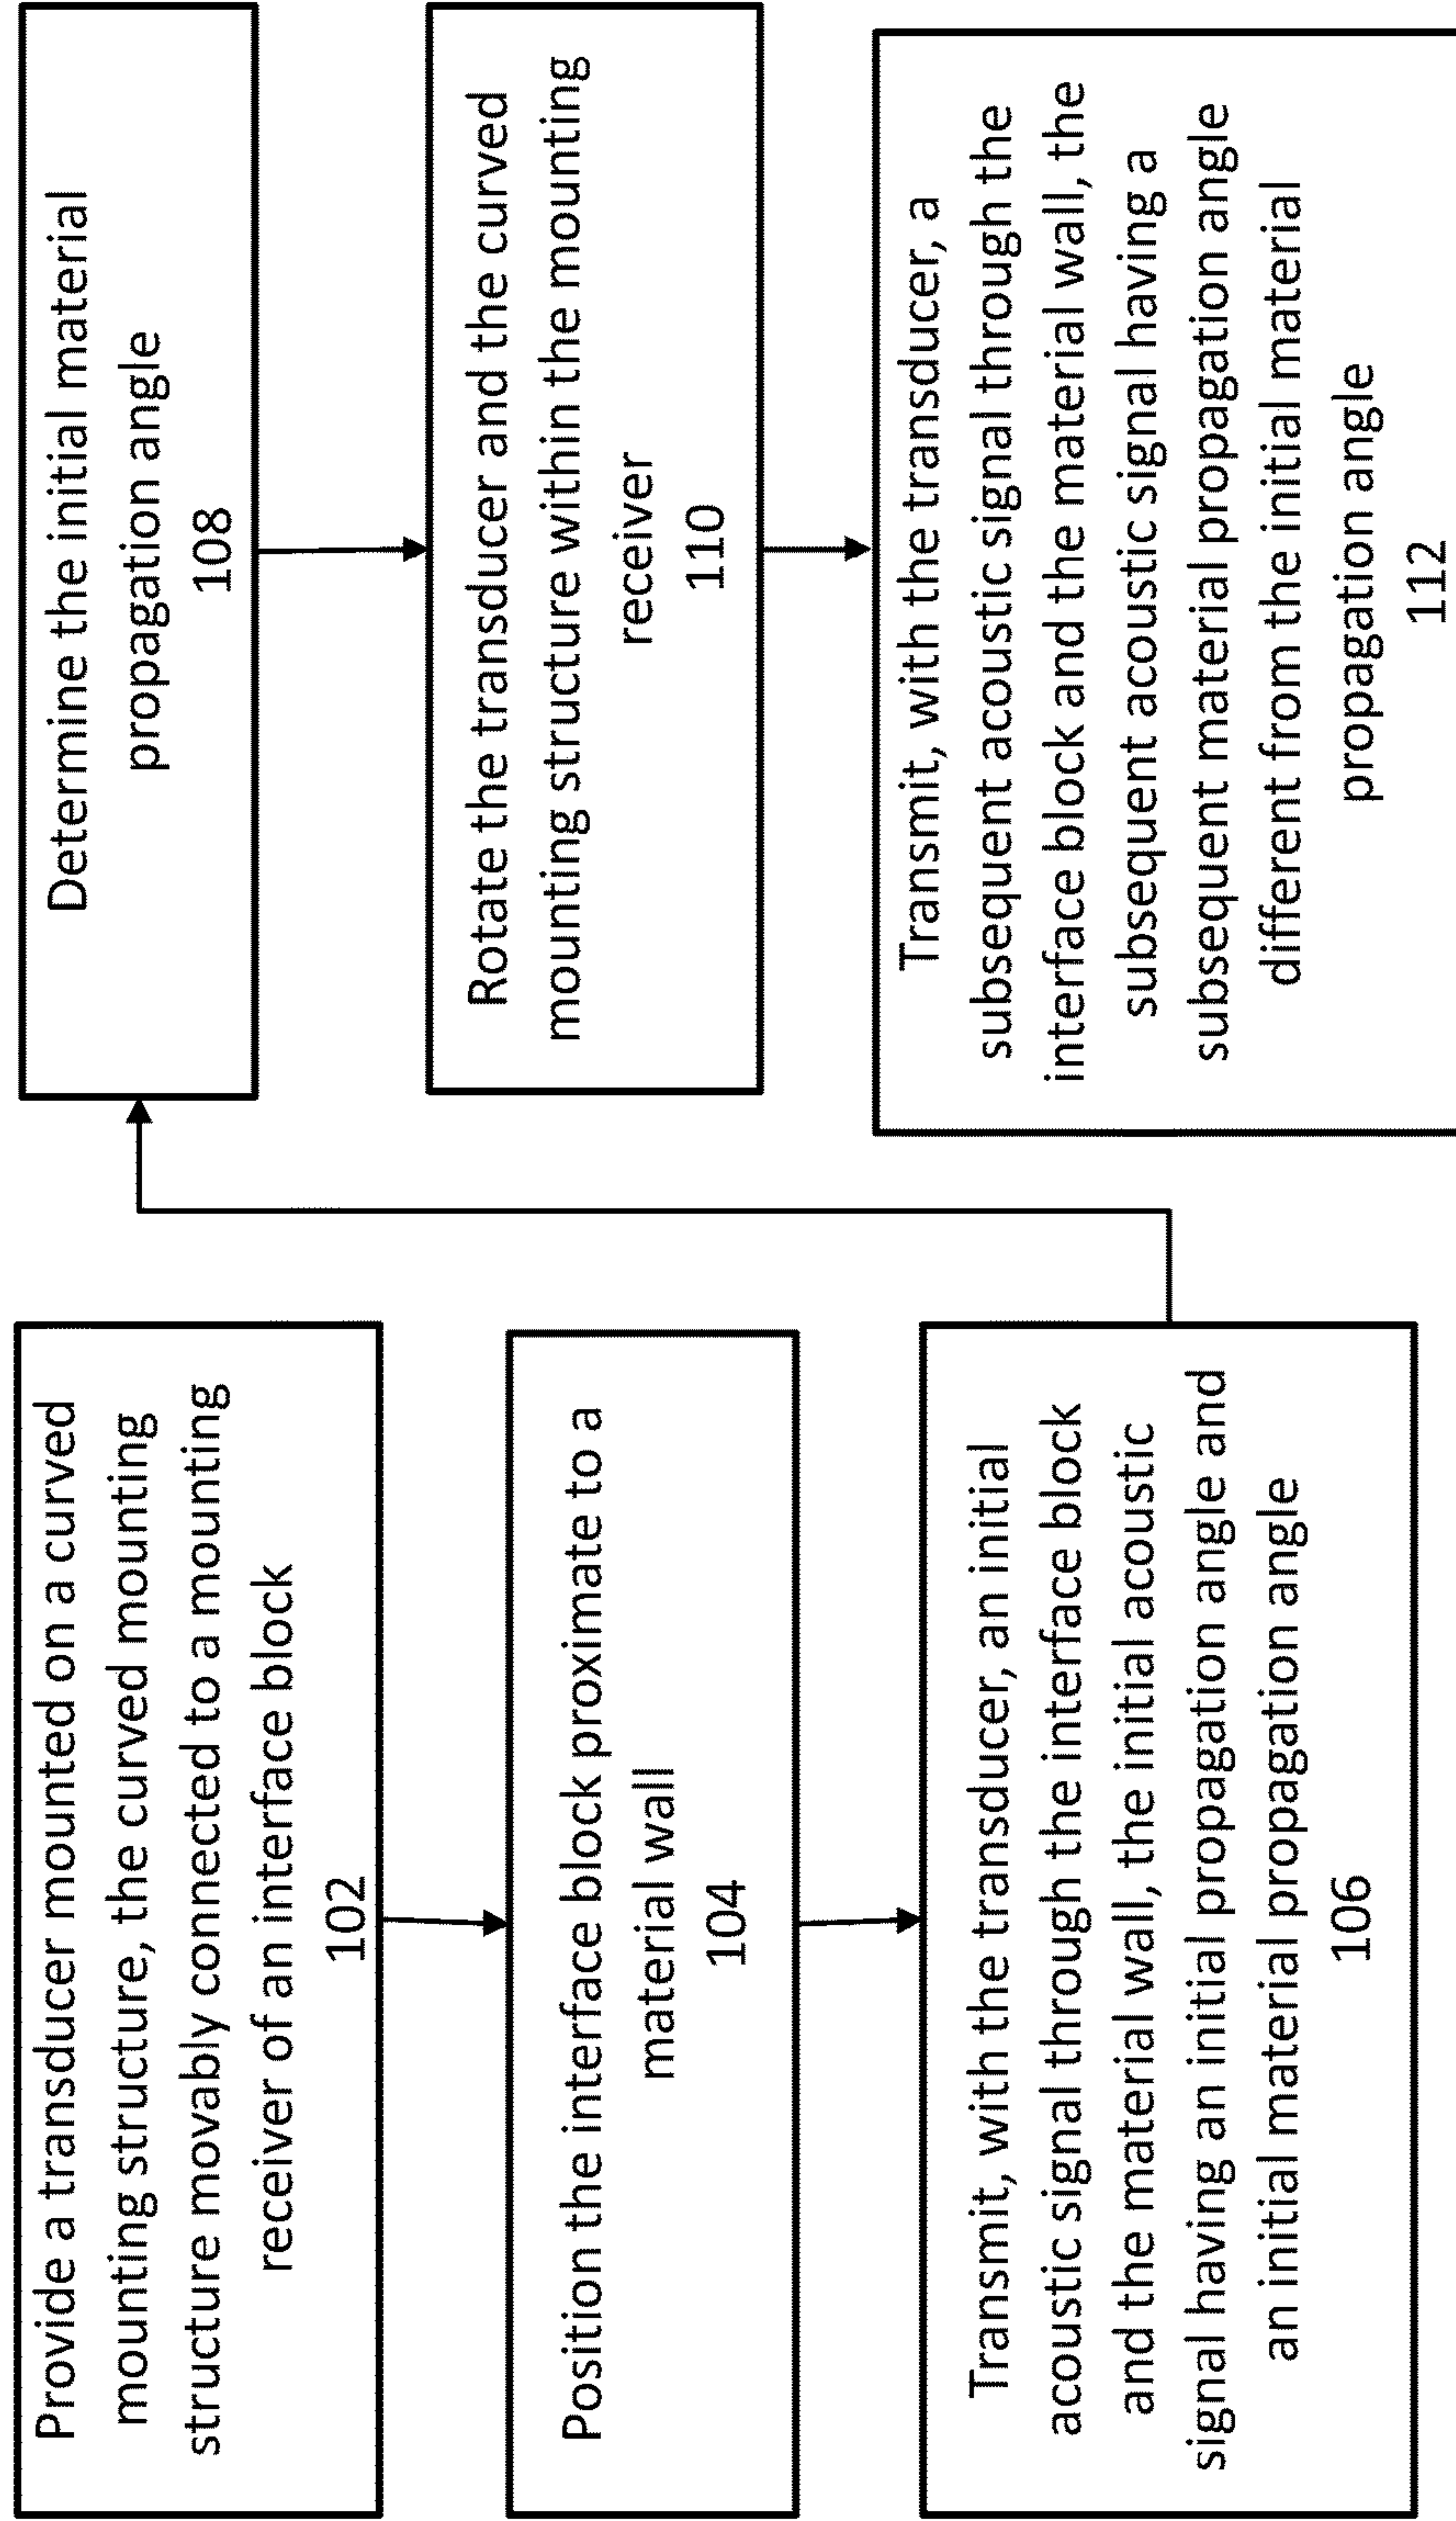 Provide a transducer mounted on a curved
mounting structure, the curved mounting
structure movably connected to a mounting
receiver of an interface block
102
Position the interface block proximate to a
material wall
104
Transmit, with the transducer, an initial
acoustic signal through the interface block
and the material wall, the initial acoustic
signal having an initial propagation angle and
an initial material propagation angle
106
Determine the initial material
propagation angle
108
Rotate the transducer and the curved
mounting structure within the mounting
receiver
110
Transmit, with the transducer, a
subsequent acoustic signal through the
interface block and the material wall, the
subsequent acoustic signal having a
subsequent material propagation angle
different from the initial material
propagation angle
112